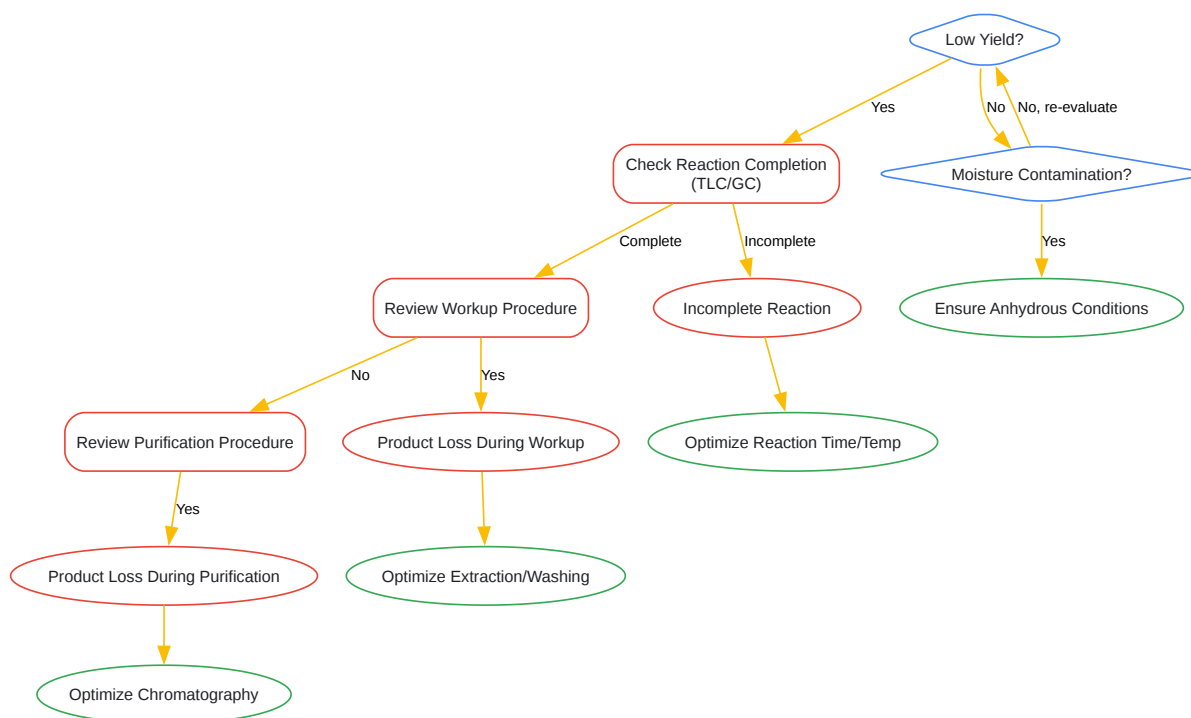 Low Yield?
Yes
No
No, re-evaluate
Check Reaction Completion
(TLC/GC)
Moisture Contamination?
Complete
Incomplete
Yes
Review Workup Procedure
Incomplete Reaction
Ensure Anhydrous Conditions
No
Yes
Review Purification Procedure
Product Loss During Workup
Optimize Reaction Time/Temp
Yes
Product Loss During Purification
Optimize Extraction/Washing
Optimize Chromatography